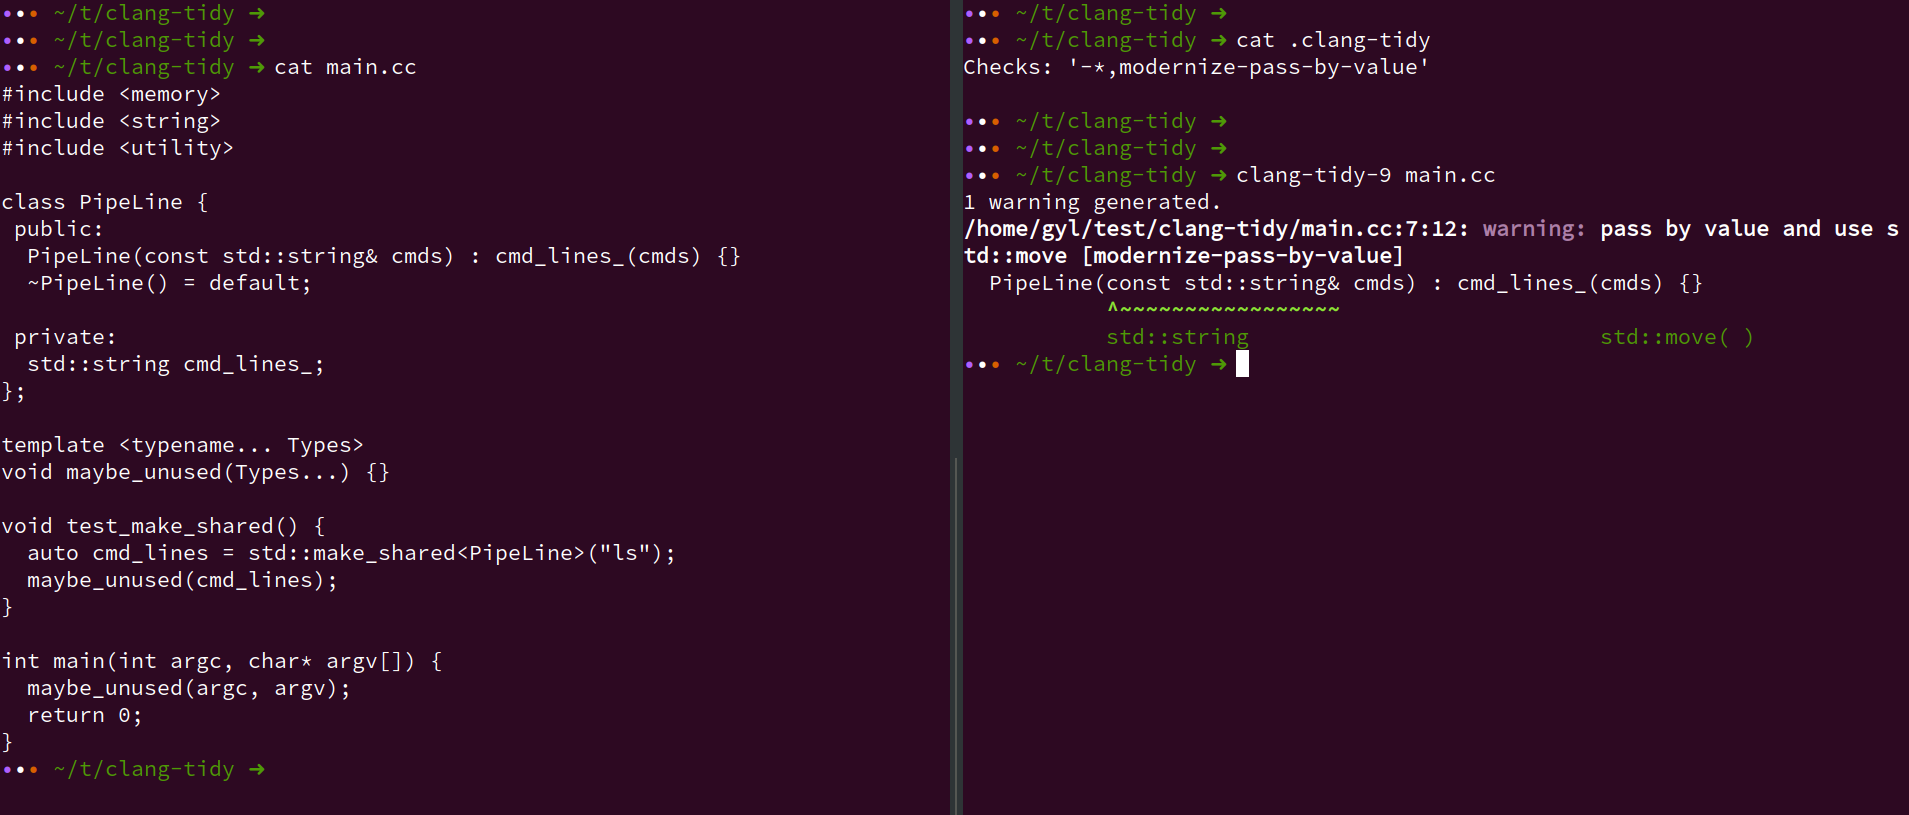 ••• ~/t/clang-tidy ➜
••• ~/t/clang-tidy ➜
••• ~/t/clang-tidy ➜ cat main.cc
#include <memory>
#include <string>
#include <utility>

class PipeLine {
 public:
  PipeLine(const std::string& cmds) : cmd_lines_(cmds) {}
  ~PipeLine() = default;

 private:
  std::string cmd_lines_;
};

template <typename... Types>
void maybe_unused(Types...) {}

void test_make_shared() {
  auto cmd_lines = std::make_shared<PipeLine>("ls");
  maybe_unused(cmd_lines);
}

int main(int argc, char* argv[]) {
  maybe_unused(argc, argv);
  return 0;
}
••• ~/t/clang-tidy ➜
••• ~/t/clang-tidy ➜
••• ~/t/clang-tidy ➜ cat .clang-tidy
Checks: '-*,modernize-pass-by-value'

••• ~/t/clang-tidy ➜
••• ~/t/clang-tidy ➜
••• ~/t/clang-tidy ➜ clang-tidy-9 main.cc
1 warning generated.
/home/gyl/test/clang-tidy/main.cc:7:12: warning: pass by value and use s
td::move [modernize-pass-by-value]
  PipeLine(const std::string& cmds) : cmd_lines_(cmds) {}
           ^~~~~~~~~~~~~~~~~~
           std::string                           std::move( )
••• ~/t/clang-tidy ➜